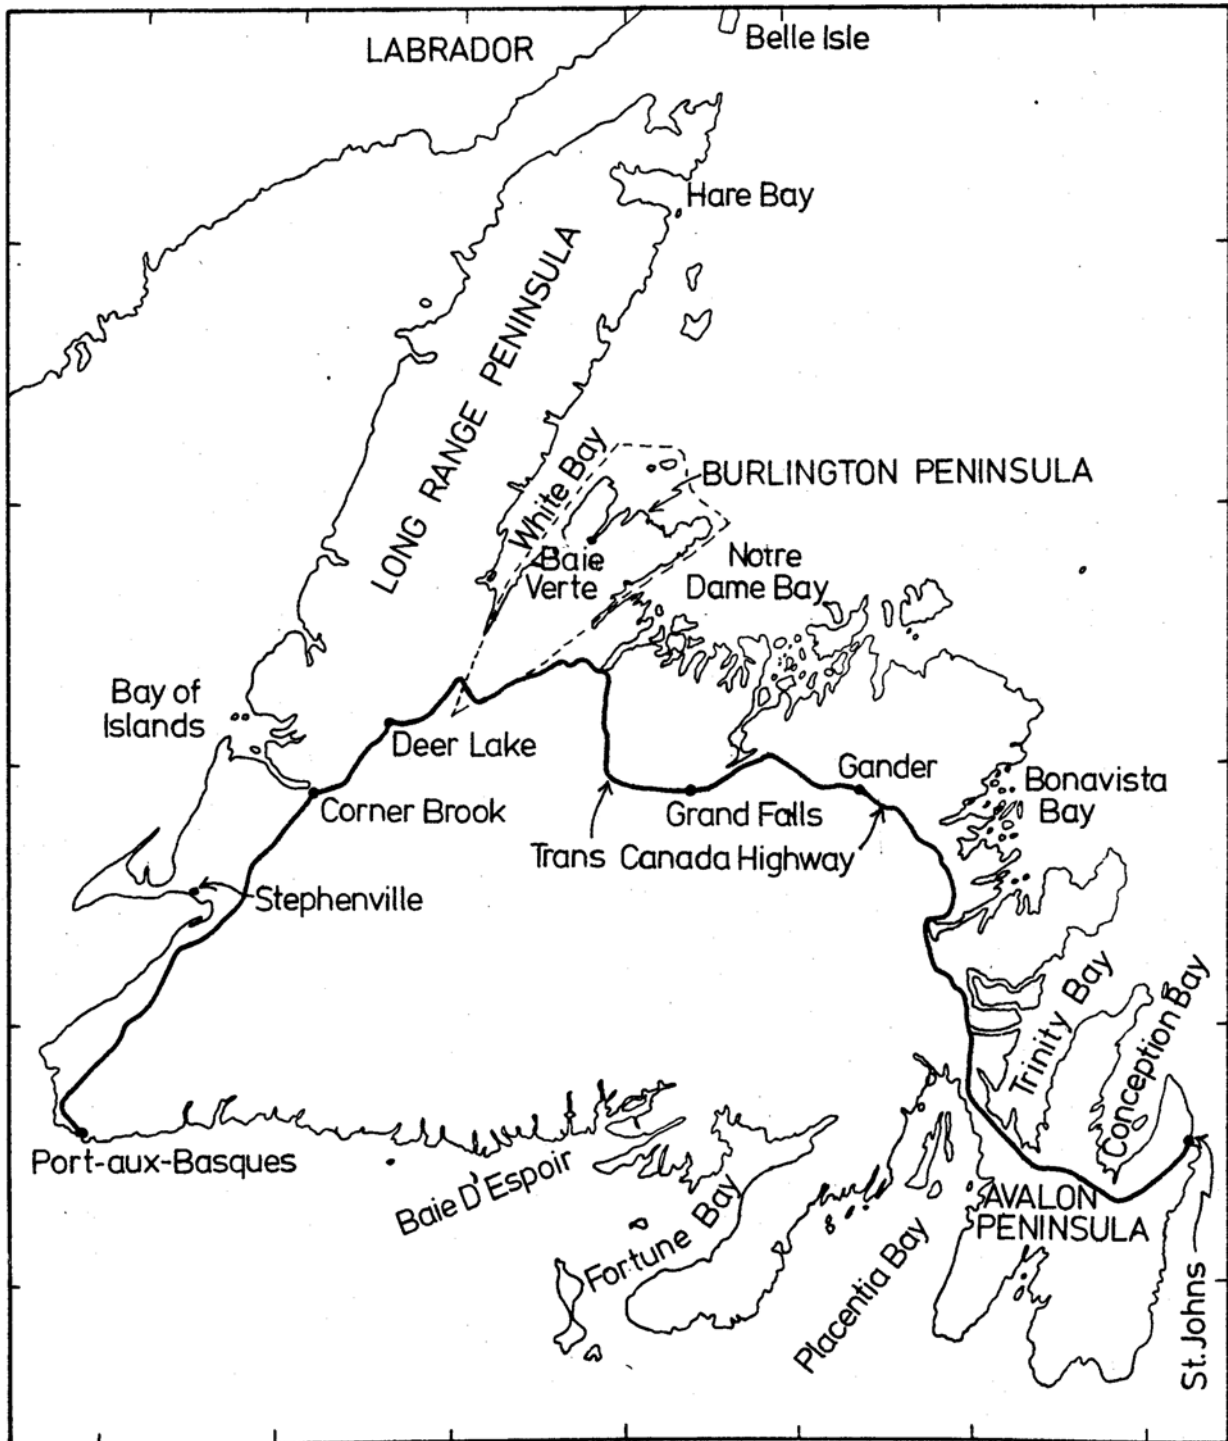 LABRADOR
Belle Isle
Hare Bay
LONG RANGE PENINSULA
White Bay
BURLINGTON PENINSULA
Baie
Verte
Notre
Dame Bay
Bay of
Islands
Deer Lake
Corner Brook
Grand Falls
Gander
Bonavista
Bay
Trans Canada Highway
Stephenville
Trinity Bay
Conception Bay
Port-aux-Basques
Baie D'Espoir
Fortune Bay
Placentia Bay
AVALON
PENINSULA
St. Johns